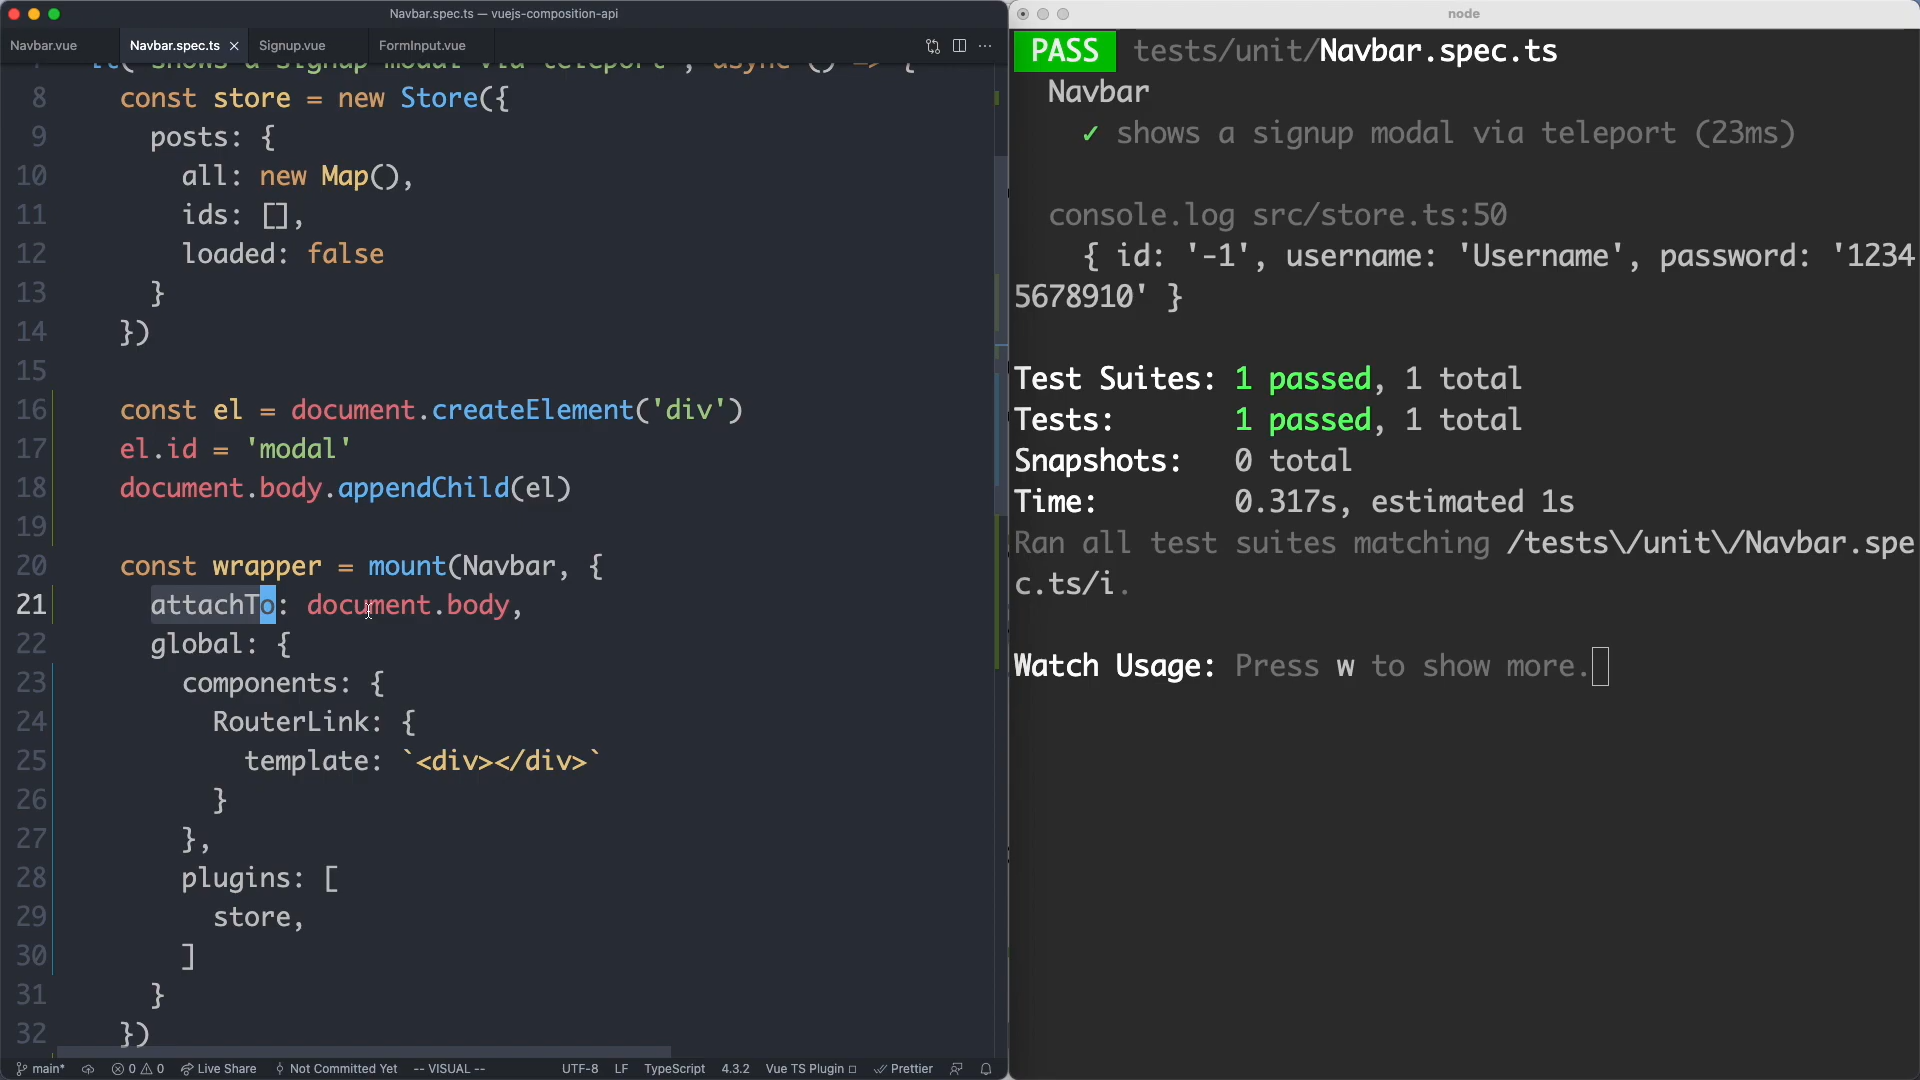 Navbar.spec.ts — vuejs-composition-api
Navbar.vue
Navbar.spec.ts
Signup.vue
FormInput.vue
7 it('shows a signup modal via teleport', async () => {
8 const store = new Store({
9 posts: {
10 all: new Map(),
11 ids: [],
12 loaded: false
13 }
14 })
15
16 const el = document.createElement('div')
17 el.id = 'modal'
18 document.body.appendChild(el)
19
20 const wrapper = mount(Navbar, {
21 attachTo: document.body,
22 global: {
23 components: {
24 RouterLink: {
25 template: `<div></div>`
26 }
27 },
28 plugins: [
29 store,
30 ]
31 }
32 })
main* 0 0 Live Share Not Committed Yet -- VISUAL -- UTF-8 LF TypeScript 4.3.2 Vue TS Plugin Prettier
node
PASS tests/unit/Navbar.spec.ts
Navbar
✓ shows a signup modal via teleport (23ms)
console.log src/store.ts:50
{ id: '-1', username: 'Username', password: '1234
5678910' }
Test Suites: 1 passed, 1 total
Tests: 1 passed, 1 total
Snapshots: 0 total
Time: 0.317s, estimated 1s
Ran all test suites matching /tests\/unit\/Navbar.spe
c.ts/i.
Watch Usage: Press w to show more.